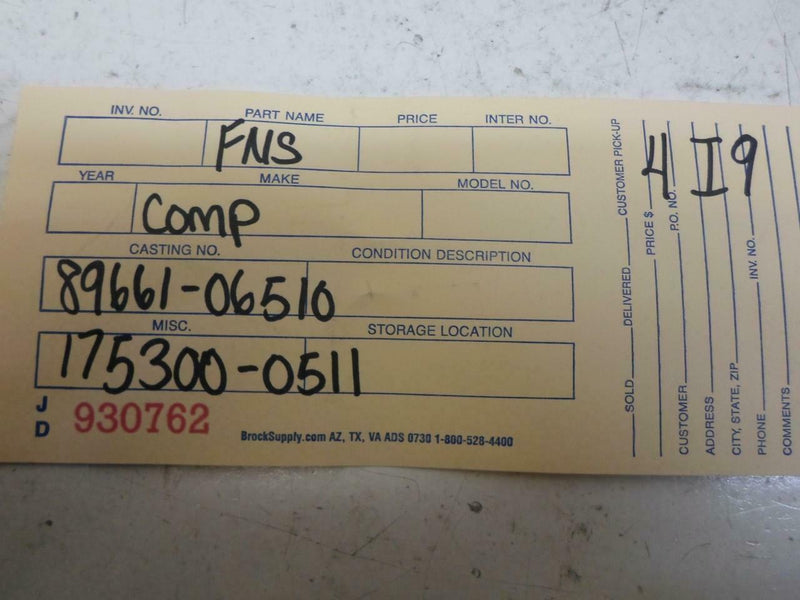 INV. NO. PART NAME PRICE INTER NO.
FNS
YEAR MAKE MODEL NO.
Comp
CASTING NO. CONDITION DESCRIPTION
89661-06510
MISC. STORAGE LOCATION
175300-0511
J D 930762
BrockSupply.com AZ, TX, VA ADS 0730 1-800-528-4400
4 I 9
SOLD DELIVERED CUSTOMER PICK-UP
PRICE $ P.O. NO.
CUSTOMER
ADDRESS
CITY, STATE, ZIP
PHONE INV. NO.
COMMENTS